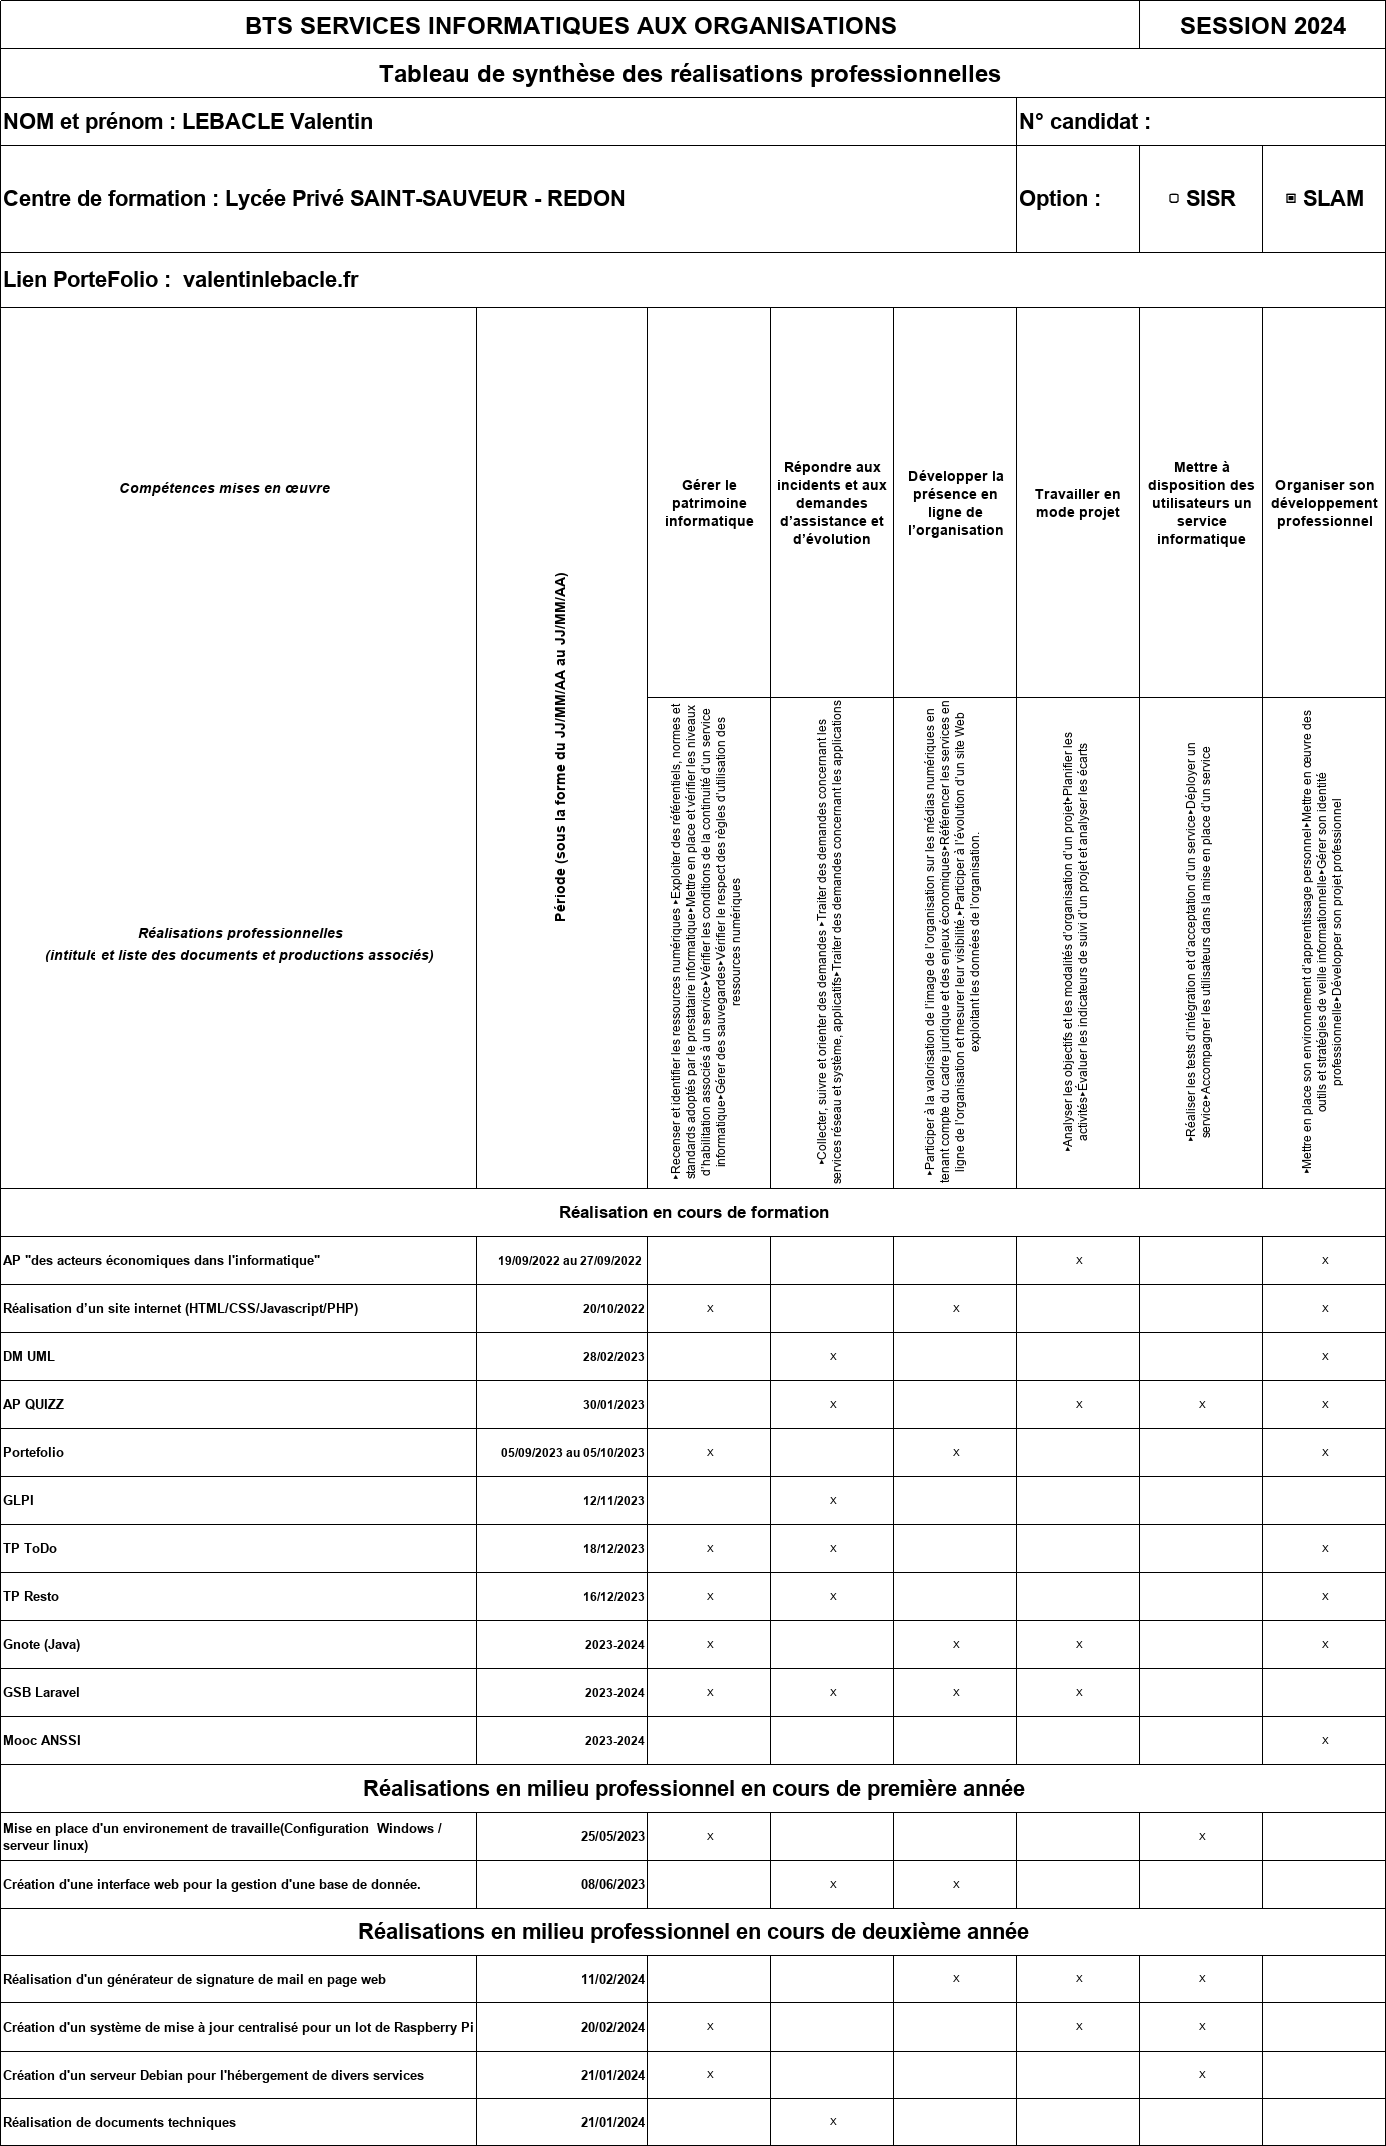 BTS SERVICES INFORMATIQUES AUX ORGANISATIONS SESSION 2024
Tableau de synthèse des réalisations professionnelles
NOM et prénom : LEBACLE Valentin N° candidat :
Centre de formation : Lycée Privé SAINT-SAUVEUR - REDON Option : ▢ SISR ▣ SLAM
Lien PorteFolio : valentinlebacle.fr
Compétences mises en œuvre
Réalisations professionnelles
(intitulé et liste des documents et productions associés)
Période (sous la forme du JJ/MM/AA au JJ/MM/AA)
Gérer le
patrimoine
informatique
Répondre aux
incidents et aux
demandes
d’assistance et
d’évolution
Développer la
présence en
ligne de
l’organisation
Travailler en
mode projet
Mettre à
disposition des
utilisateurs un
service
informatique
Organiser son
développement
professionnel
‣Recenser et identifier les ressources numériques ‣Exploiter des référentiels, normes et
standards adoptés par le prestataire informatique‣Mettre en place et vérifier les niveaux
d’habilitation associés à un service‣Vérifier les conditions de la continuité d’un service
informatique‣Gérer des sauvegardes‣Vérifier le respect des règles d’utilisation des
ressources numériques
‣Collecter, suivre et orienter des demandes ‣Traiter des demandes concernant les
services réseau et système, applicatifs‣Traiter des demandes concernant les applications
‣Participer à la valorisation de l’image de l’organisation sur les médias numériques en
tenant compte du cadre juridique et des enjeux économiques‣Référencer les services en
ligne de l’organisation et mesurer leur visibilité.‣Participer à l’évolution d’un site Web
exploitant les données de l’organisation.
‣Analyser les objectifs et les modalités d’organisation d’un projet‣Planifier les
activités‣Évaluer les indicateurs de suivi d’un projet et analyser les écarts
‣Réaliser les tests d’intégration et d’acceptation d’un service‣Déployer un
service‣Accompagner les utilisateurs dans la mise en place d’un service
‣Mettre en place son environnement d’apprentissage personnel‣Mettre en œuvre des
outils et stratégies de veille informationnelle‣Gérer son identité
professionnelle‣Développer son projet professionnel
Réalisation en cours de formation
AP "des acteurs économiques dans l'informatique" 19/09/2022 au 27/09/2022 x x
Réalisation d’un site internet (HTML/CSS/Javascript/PHP) 20/10/2022 x x x
DM UML 28/02/2023 x x
AP QUIZZ 30/01/2023 x x x x
Portefolio 05/09/2023 au 05/10/2023 x x x
GLPI 12/11/2023 x
TP ToDo 18/12/2023 x x x
TP Resto 16/12/2023 x x x
Gnote (Java) 2023-2024 x x x x
GSB Laravel 2023-2024 x x x x
Mooc ANSSI 2023-2024 x
Réalisations en milieu professionnel en cours de première année
Mise en place d'un environement de travaille(Configuration Windows /
serveur linux) 25/05/2023 x x
Création d'une interface web pour la gestion d'une base de donnée. 08/06/2023 x x
Réalisations en milieu professionnel en cours de deuxième année
Réalisation d'un générateur de signature de mail en page web 11/02/2024 x x x
Création d'un système de mise à jour centralisé pour un lot de Raspberry Pi 20/02/2024 x x x
Création d'un serveur Debian pour l'hébergement de divers services 21/01/2024 x x
Réalisation de documents techniques 21/01/2024 x